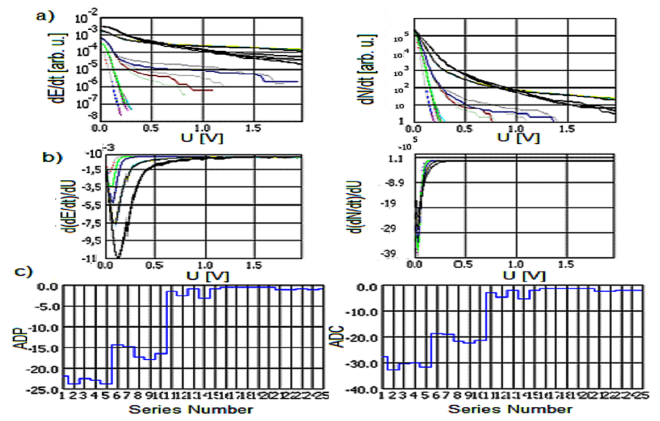 a)
dE/dt [arb. u.]
10-2
10-3
10-4
10-5
10-6
10-7
-8
0.0 0.5 1.0 1.5
U [V]
dN/dt [arb. u.]
10 5
10 4
10 3
10 2
10 1
1
0.0 0.5 1.0 1.5
U [V]
b)
d(dE/dt)/dU
-10 -3
-1,5
-3,5
-5,5
-7,5
-9,5
-11
0.0 0.5 1.0 1.5
U [V]
d(dN/dt)/dU
-10 5
1.1
-8.9
-19
-29
-39
0.0 0.5 1.0 1.5
U [V]
c)
ADP
0.0
-5.0
-10.0
-15.0
-20.0
-25.0
1 2 3 4 5 6 7 8 9 10 11 12 13 14 15 16 17 18 19 20 21 22 22 23 24 25
Series Number
ADC
0.0
-10.0
-20.0
-30.0
-40.0
1 2 3 4 5 6 7 8 9 10 11 12 13 14 15 16 17 18 19 20 21 22 22 23 24 25
Series Number